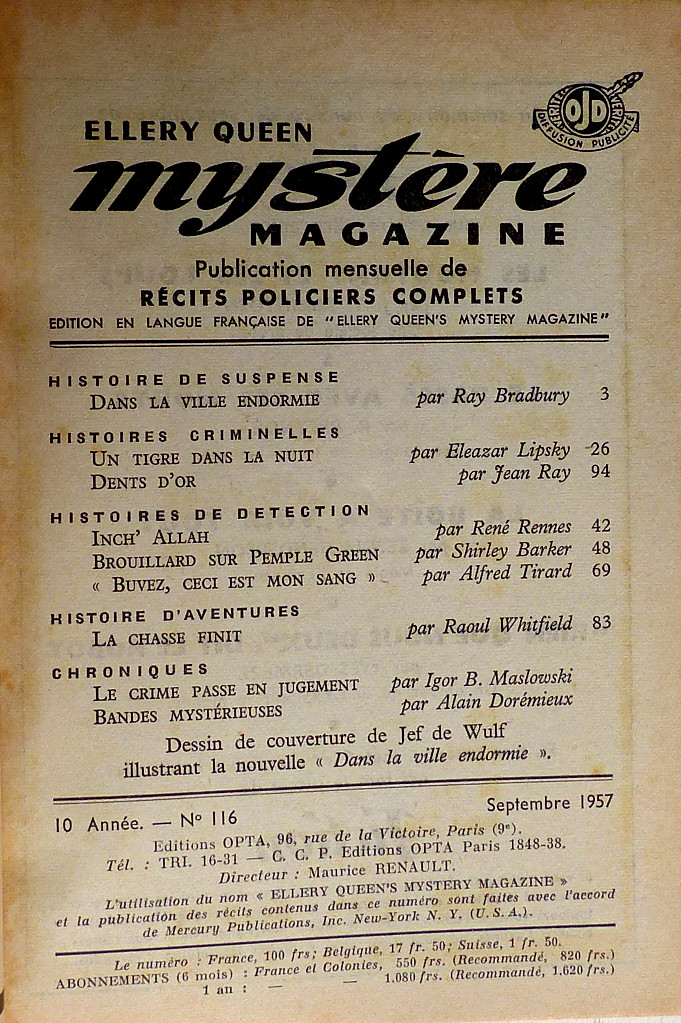 OJD
DIFFUSION PUBLICITÉ
ELLERY QUEEN
mystère
MAGAZINE
Publication mensuelle de
RÉCITS POLICIERS COMPLETS
EDITION EN LANGUE FRANÇAISE DE "ELLERY QUEEN'S MYSTERY MAGAZINE"
HISTOIRE DE SUSPENSE
DANS LA VILLE ENDORMIE par Ray Bradbury 3
HISTOIRES CRIMINELLES
UN TIGRE DANS LA NUIT par Eleazar Lipsky 26
DENTS D'OR par Jean Ray 94
HISTOIRES DE DETECTION
INCH' ALLAH par René Rennes 42
BROUILLARD SUR PEMPLE GREEN par Shirley Barker 48
« BUVEZ, CECI EST MON SANG » par Alfred Tirard 69
HISTOIRE D'AVENTURES
LA CHASSE FINIT par Raoul Whitfield 83
CHRONIQUES
LE CRIME PASSE EN JUGEMENT par Igor B. Maslowski
BANDES MYSTÉRIEUSES par Alain Dorémieux
Dessin de couverture de Jef de Wulf
illustrant la nouvelle « Dans la ville endormie ».
10 Année. — No 116 Septembre 1957
Editions OPTA, 96, rue de la Victoire, Paris (9e).
Tél. : TRI. 16-31 — C. C. P. Editions OPTA Paris 1848-38.
Directeur : Maurice RENAULT.
L'utilisation du nom « ELLERY QUEEN'S MYSTERY MAGAZINE »
et la publication des récits contenus dans ce numéro sont faites avec l'accord
de Mercury Publications, Inc. New-York N. Y. (U. S. A.).
Le numéro : France, 100 frs; Belgique, 17 fr. 50; Suisse, 1 fr. 50.
ABONNEMENTS (6 mois) : France et Colonies, 550 frs. (Recommandé, 820 frs.)
1 an : — — 1.080 frs. (Recommandé, 1.620 frs.)